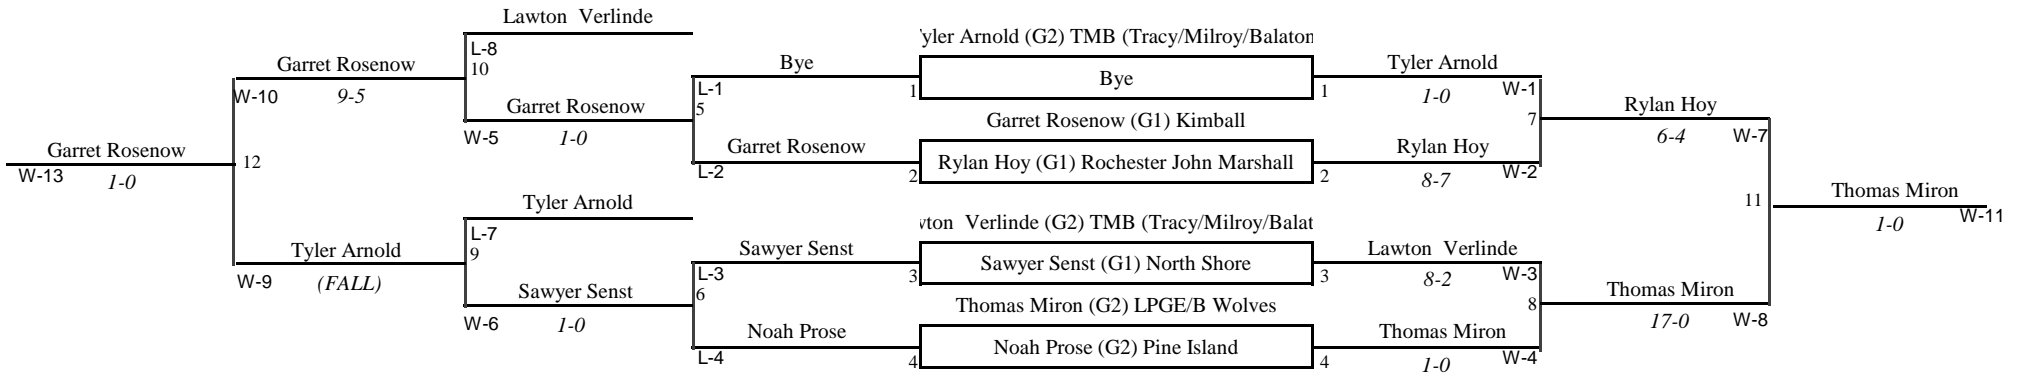 Lawton Verlinde
L-8
10
Garret Rosenow
W-10
9-5
Garret Rosenow
W-5
1-0
Garret Rosenow
W-13
1-0
12
Tyler Arnold
L-7
9
Tyler Arnold
W-9
(FALL)
Sawyer Senst
W-6
1-0
Bye
L-1
5
1
Garret Rosenow
L-2
2
Sawyer Senst
L-3
6
3
Noah Prose
L-4
4
yler Arnold (G2) TMB (Tracy/Milroy/Balaton
Bye
Garret Rosenow (G1) Kimball
Rylan Hoy (G1) Rochester John Marshall
wton Verlinde (G2) TMB (Tracy/Milroy/Balat
Sawyer Senst (G1) North Shore
Thomas Miron (G2) LPGE/B Wolves
Noah Prose (G2) Pine Island
Tyler Arnold
1
1-0
W-1
7
Rylan Hoy
2
8-7
W-2
Lawton Verlinde
3
8-2
W-3
8
Thomas Miron
4
1-0
W-4
Rylan Hoy
6-4
W-7
11
Thomas Miron
17-0
W-8
Thomas Miron
1-0
W-11